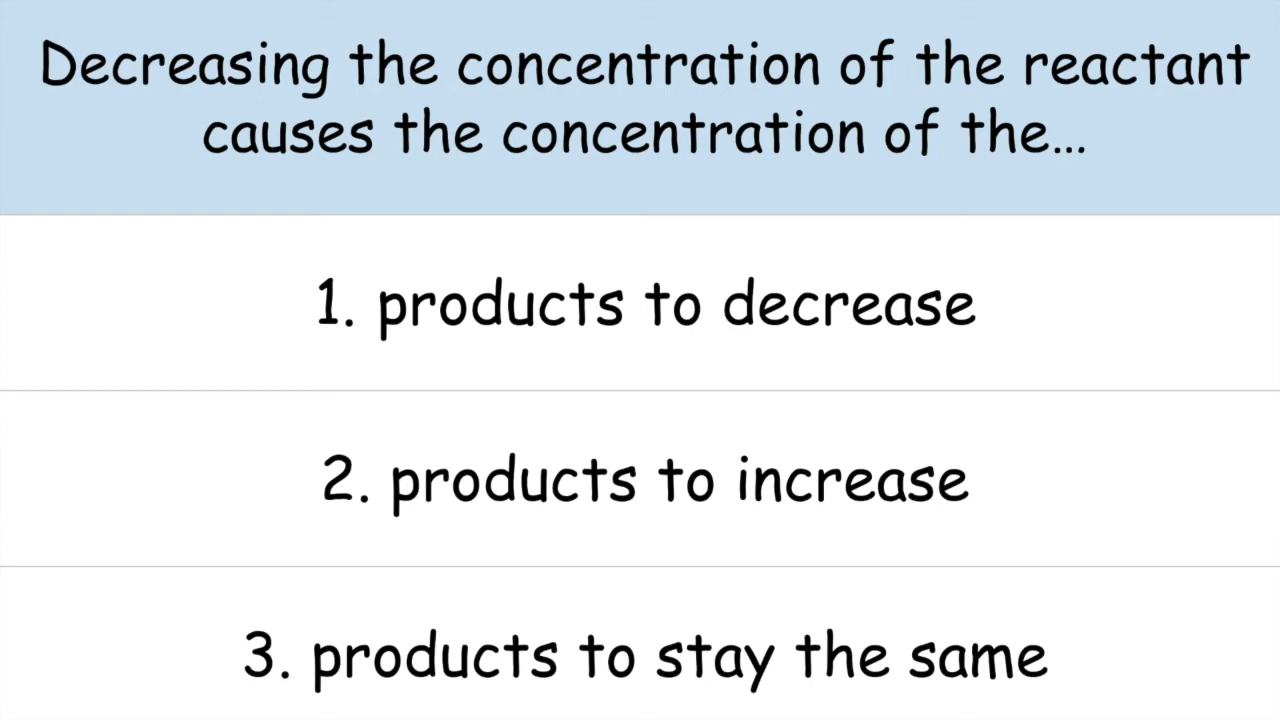 Decreasing the concentration of the reactant
causes the concentration of the...
1. products to decrease
2. products to increase
3. products to stay the same